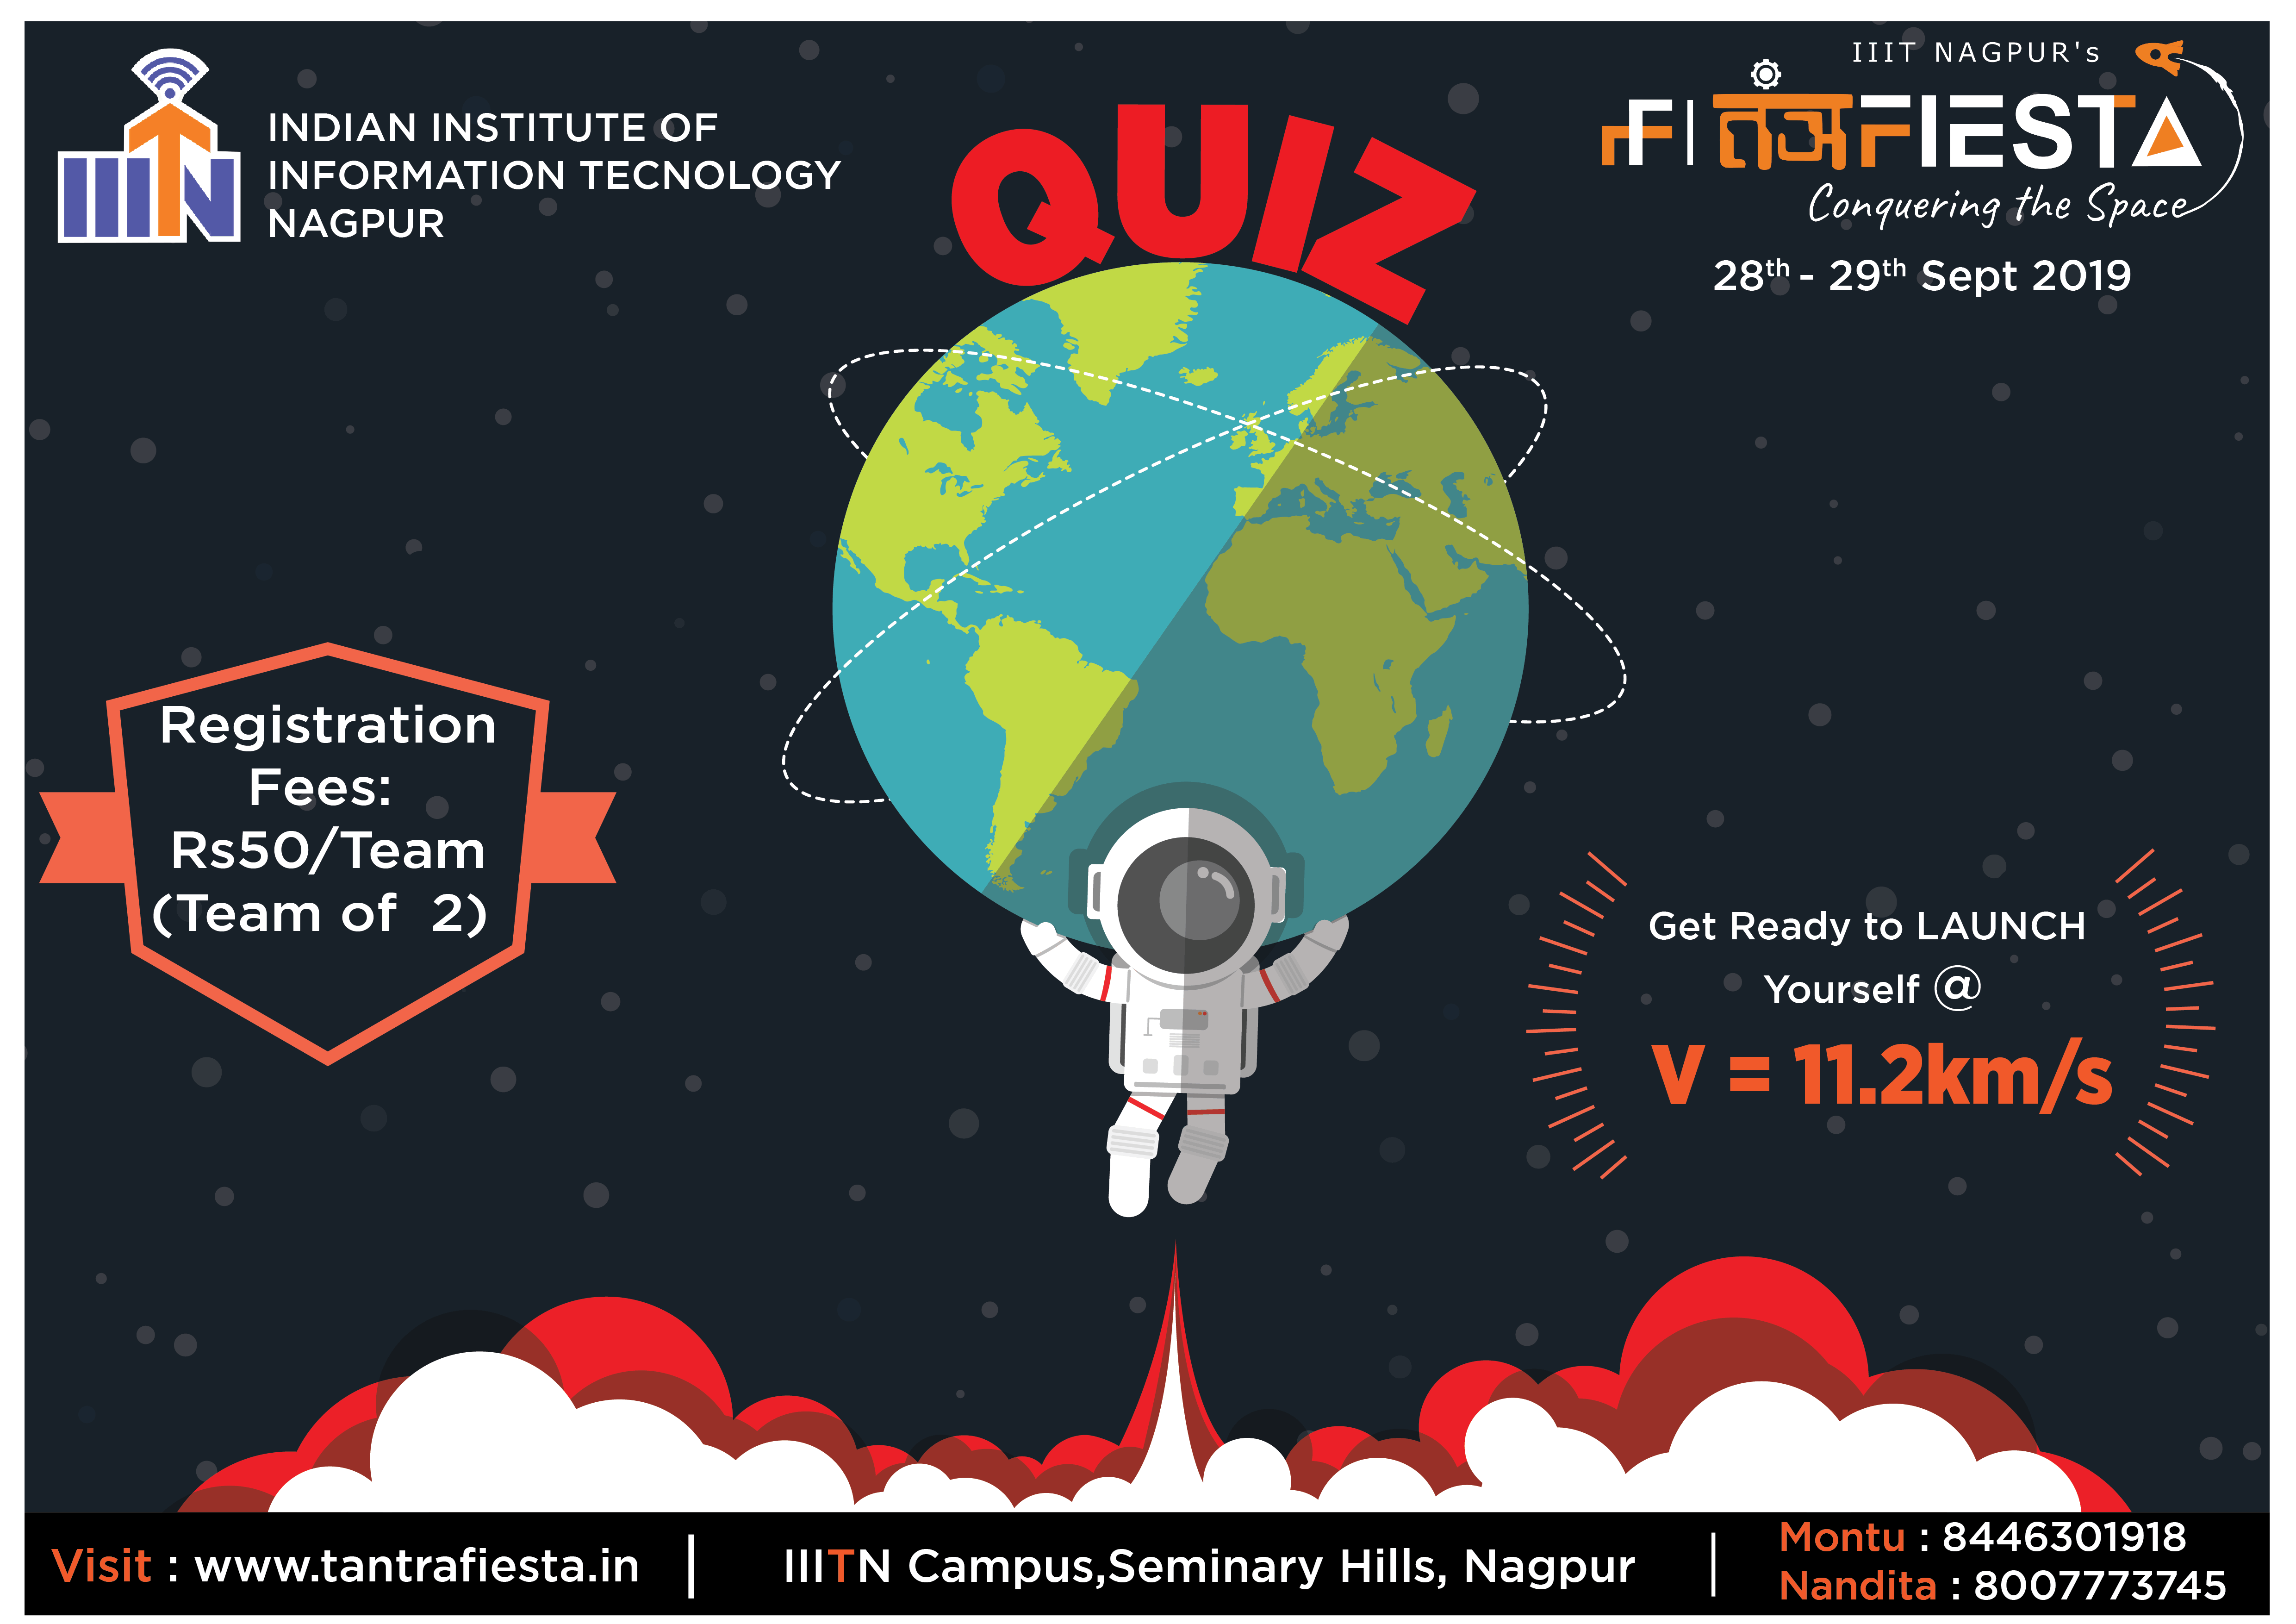 IIITN
INDIAN INSTITUTE OF
INFORMATION TECNOLOGY
NAGPUR
QUIZ
IIIT NAGPUR's
TF| तंत्रFIESTA
Conquering the Space
28th - 29th Sept 2019
Registration
Fees:
Rs50/Team
(Team of 2)
Get Ready to LAUNCH
Yourself @
V = 11.2km/s
Visit : www.tantrafiesta.in | IIITN Campus,Seminary Hills, Nagpur |
Montu : 8446301918
Nandita : 8007773745